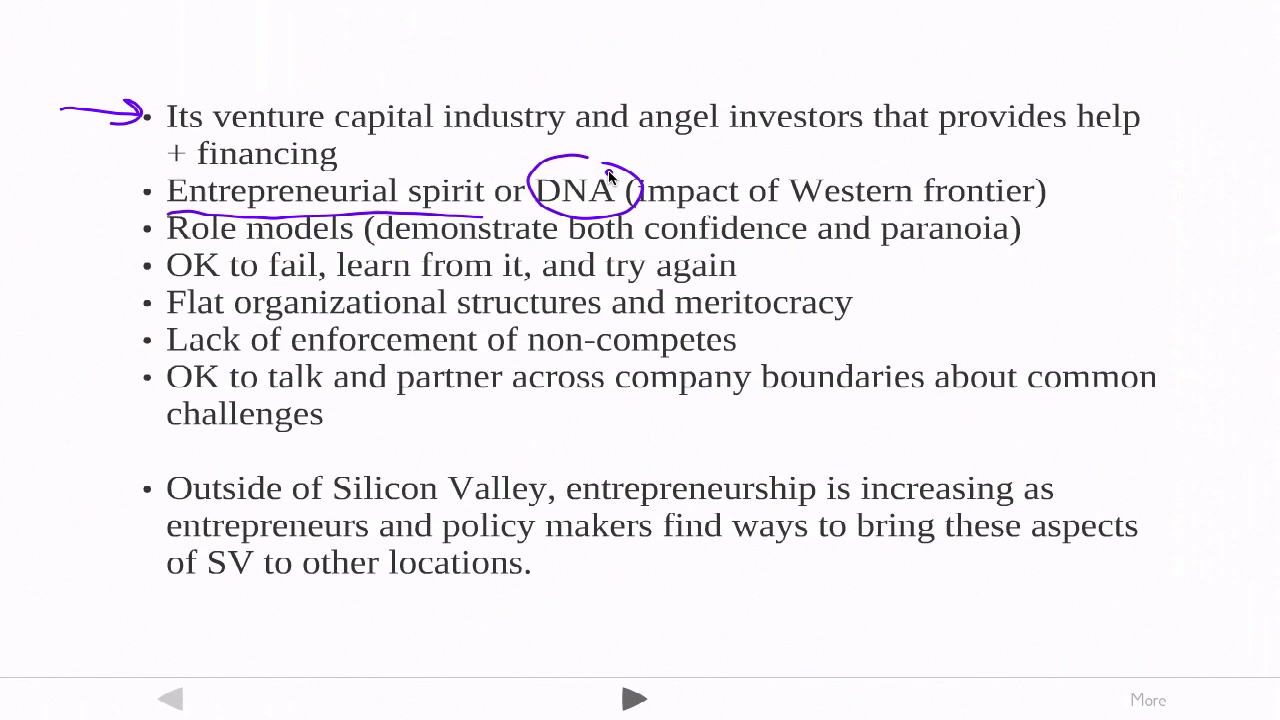 • Its venture capital industry and angel investors that provides help
+ financing
• Entrepreneurial spirit or DNA (impact of Western frontier)
• Role models (demonstrate both confidence and paranoia)
• OK to fail, learn from it, and try again
• Flat organizational structures and meritocracy
• Lack of enforcement of non-competes
• OK to talk and partner across company boundaries about common
challenges
• Outside of Silicon Valley, entrepreneurship is increasing as
entrepreneurs and policy makers find ways to bring these aspects
of SV to other locations.
More